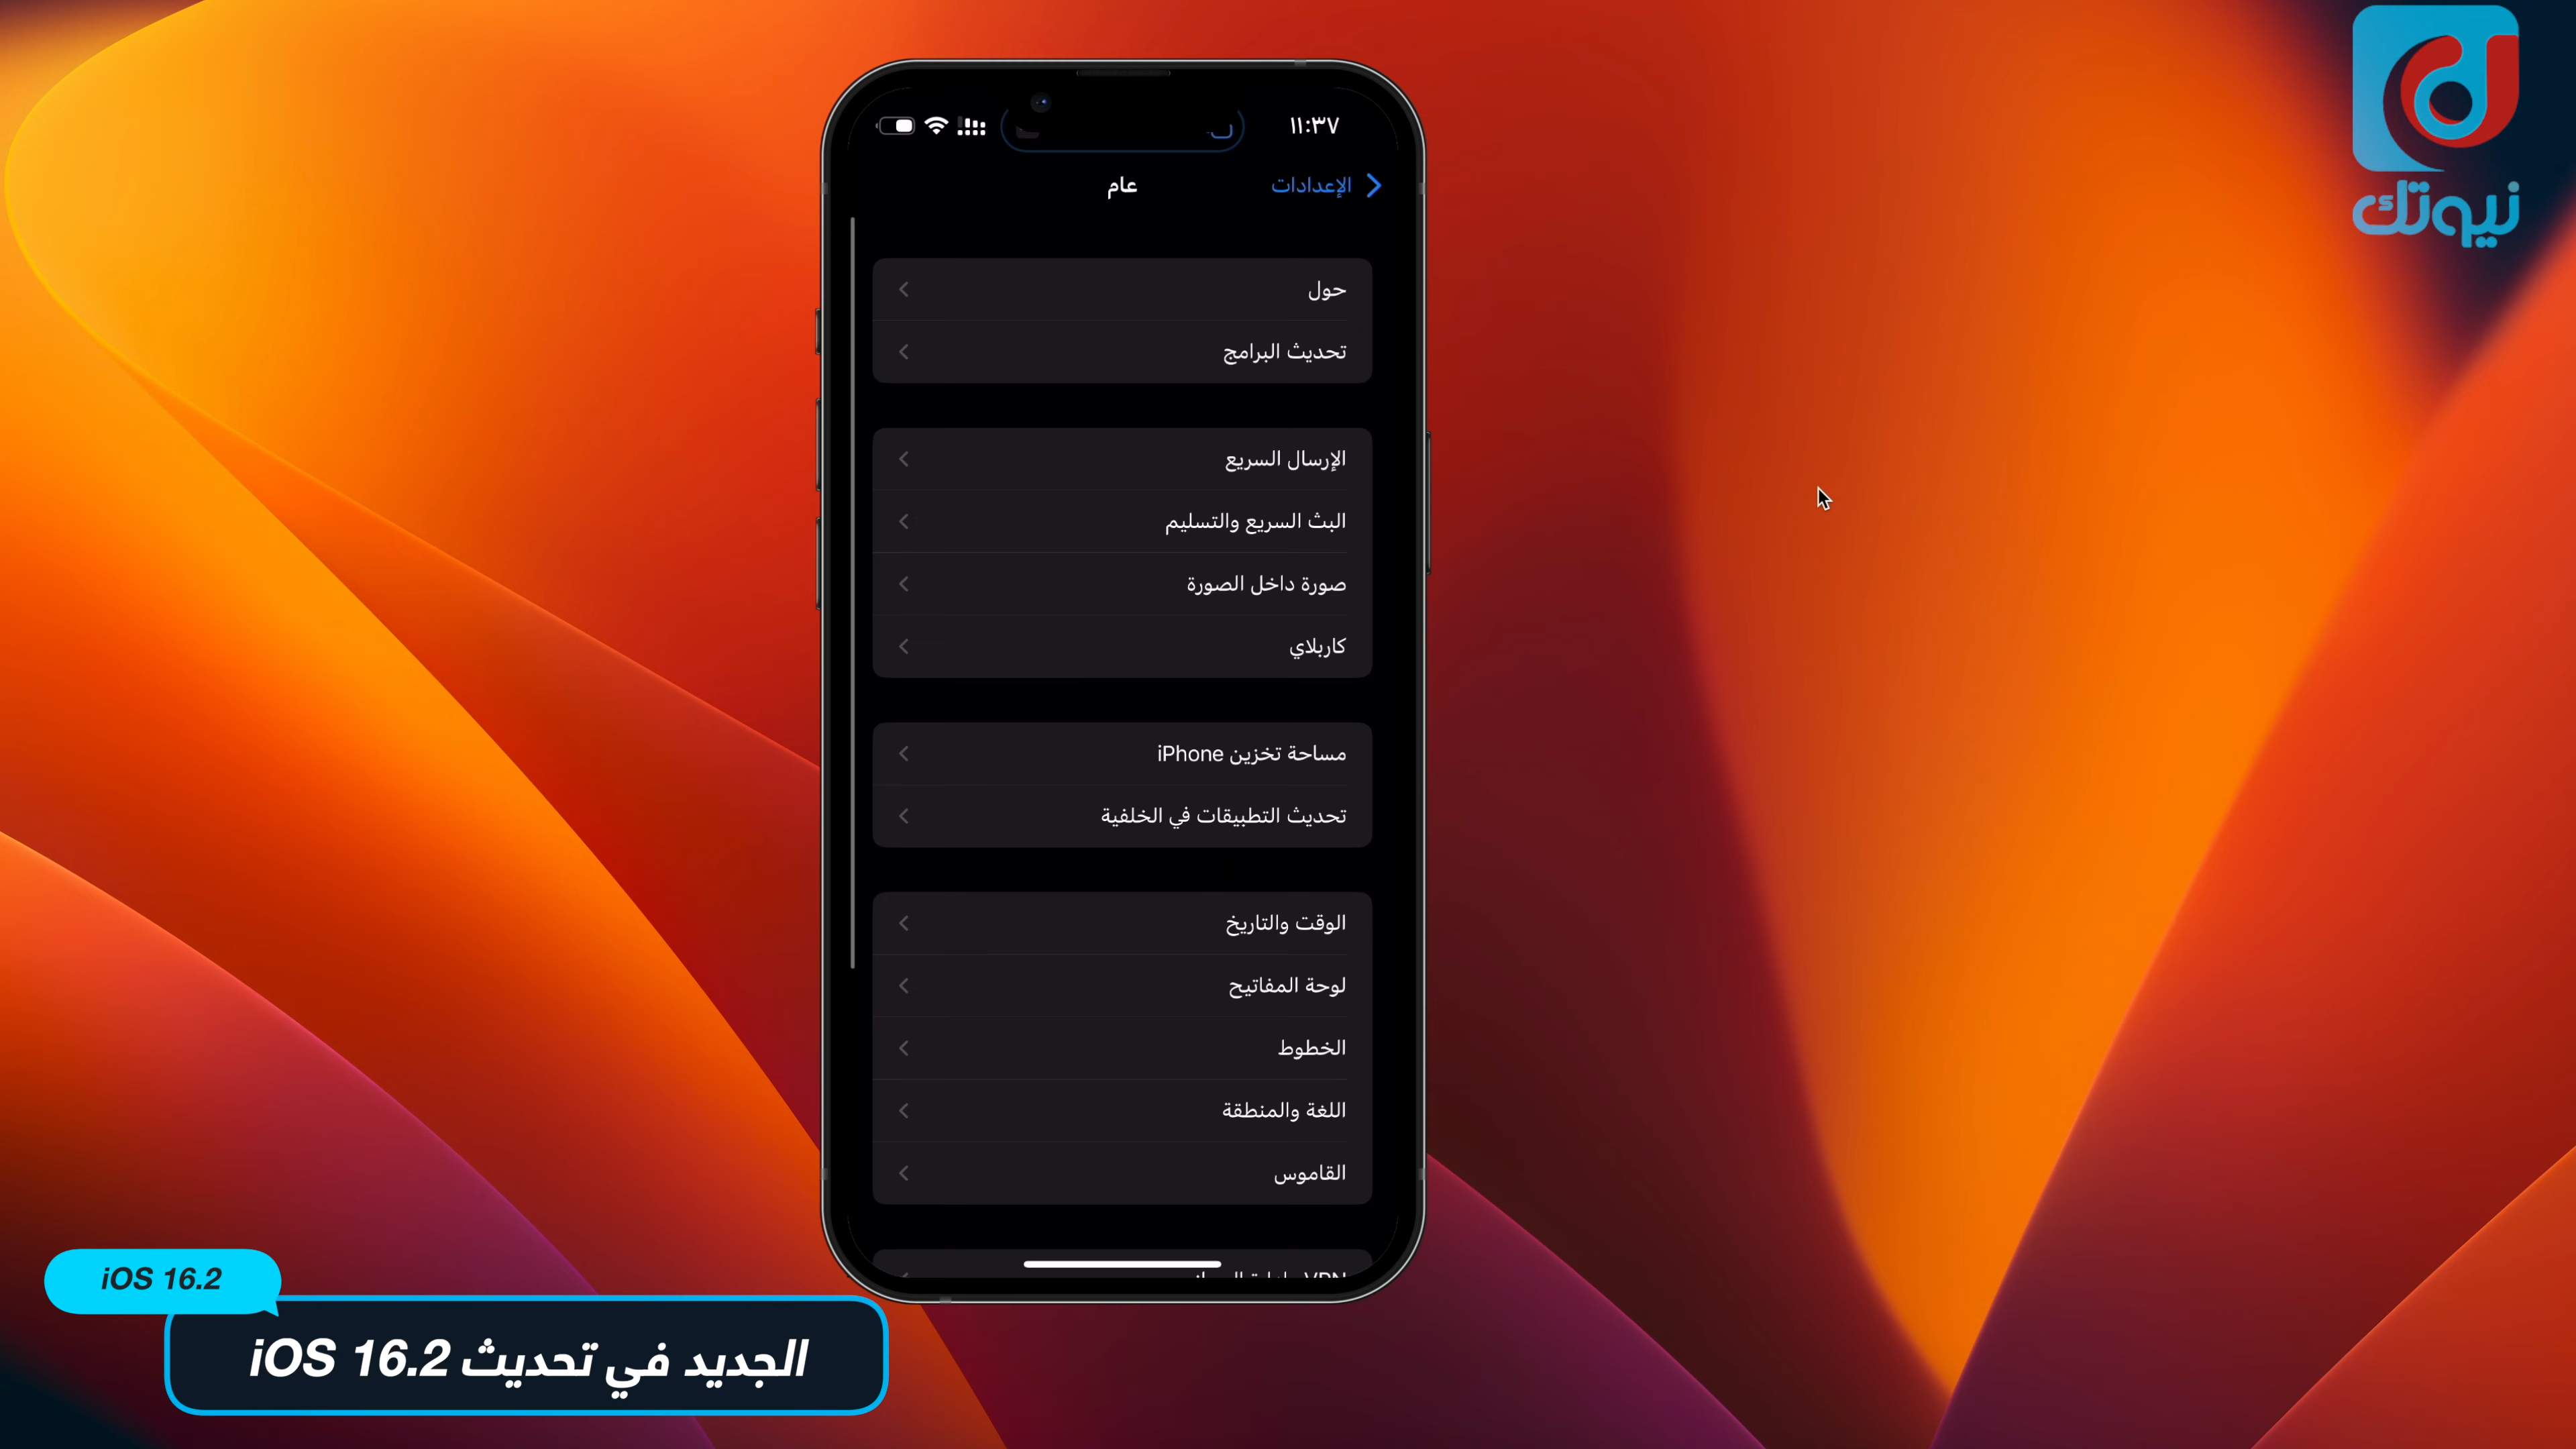 نيوتك
١١:٣٧
الإعدادات
عام
حول
تحديث البرامج
الإرسال السريع
البث السريع والتسليم
صورة داخل الصورة
كاربلاي
مساحة تخزين iPhone
تحديث التطبيقات في الخلفية
الوقت والتاريخ
لوحة المفاتيح
الخطوط
اللغة والمنطقة
القاموس
VPN
iOS 16.2
الجديد في تحديث iOS 16.2